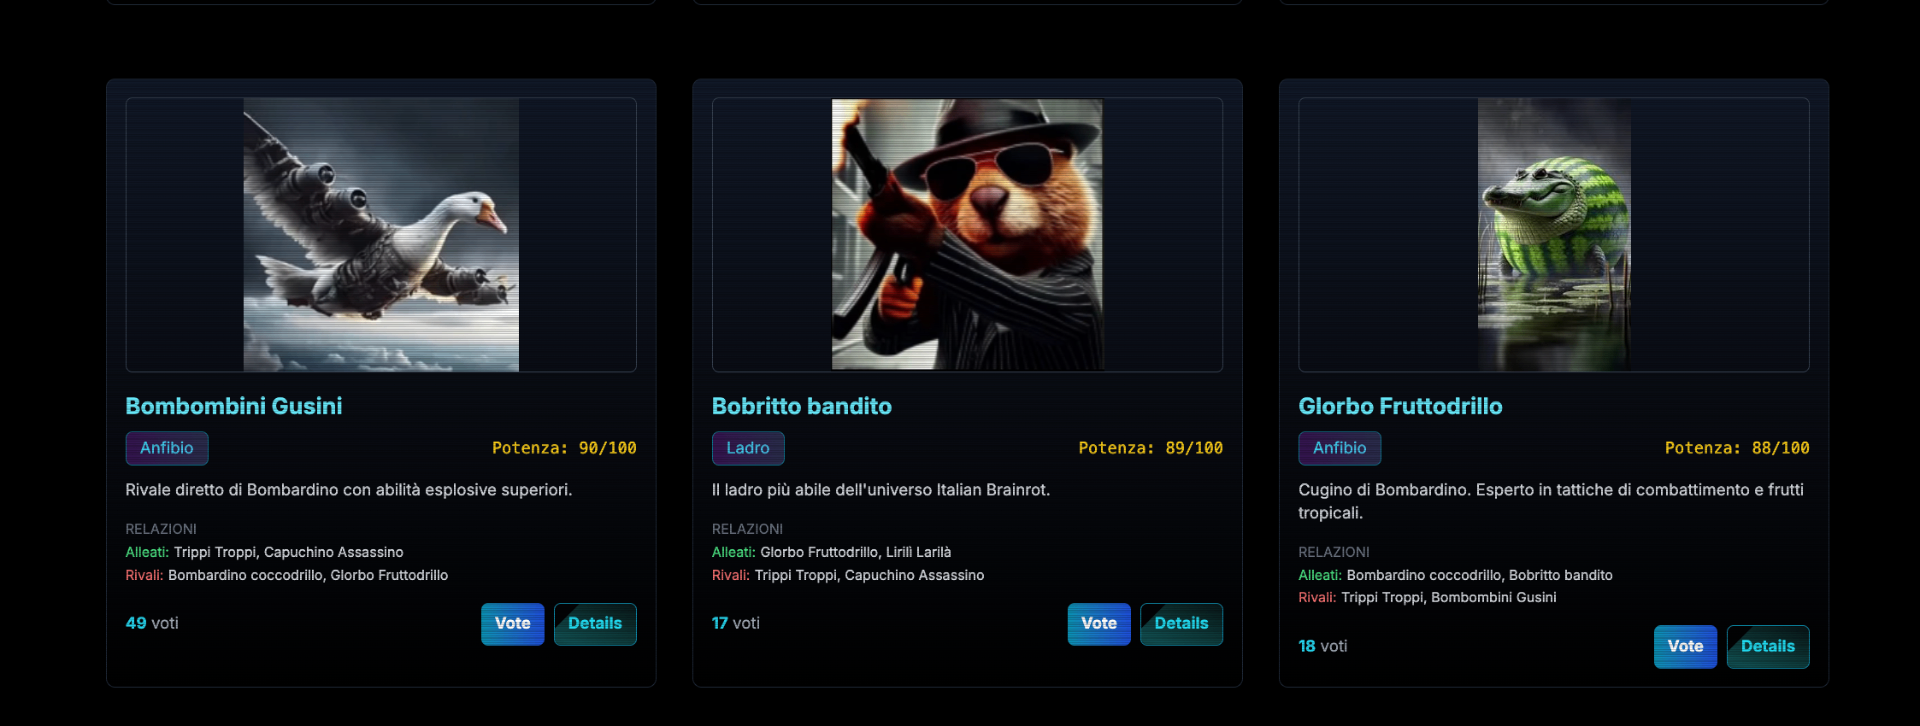 Bombombini Gusini
Anfibio
Potenza: 90/100
Rivale diretto di Bombardino con abilità esplosive superiori.
RELAZIONI
Alleati: Trippi Troppi, Capuchino Assassino
Rivali: Bombardino coccodrillo, Glorbo Fruttodrillo
49 voti
Vote
Details
Bobritto bandito
Ladro
Potenza: 89/100
Il ladro più abile dell'universo Italian Brainrot.
RELAZIONI
Alleati: Glorbo Fruttodrillo, Lirilì Larilà
Rivali: Trippi Troppi, Capuchino Assassino
17 voti
Vote
Details
Glorbo Fruttodrillo
Anfibio
Potenza: 88/100
Cugino di Bombardino. Esperto in tattiche di combattimento e frutti
tropicali.
RELAZIONI
Alleati: Bombardino coccodrillo, Bobritto bandito
Rivali: Trippi Troppi, Bombombini Gusini
18 voti
Vote
Details